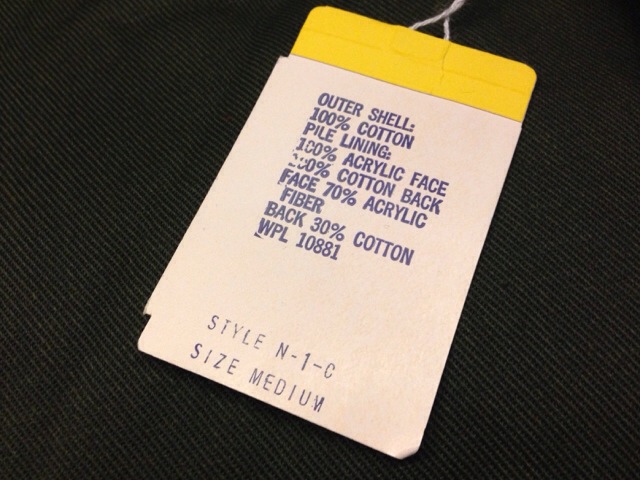 OUTER SHELL:
100% COTTON
PILE LINING:
100% ACRYLIC FACE
100% COTTON BACK
FACE 70% ACRYLIC
FIBER
BACK 30% COTTON
WPL 10881
STYLE N-1-C
SIZE MEDIUM